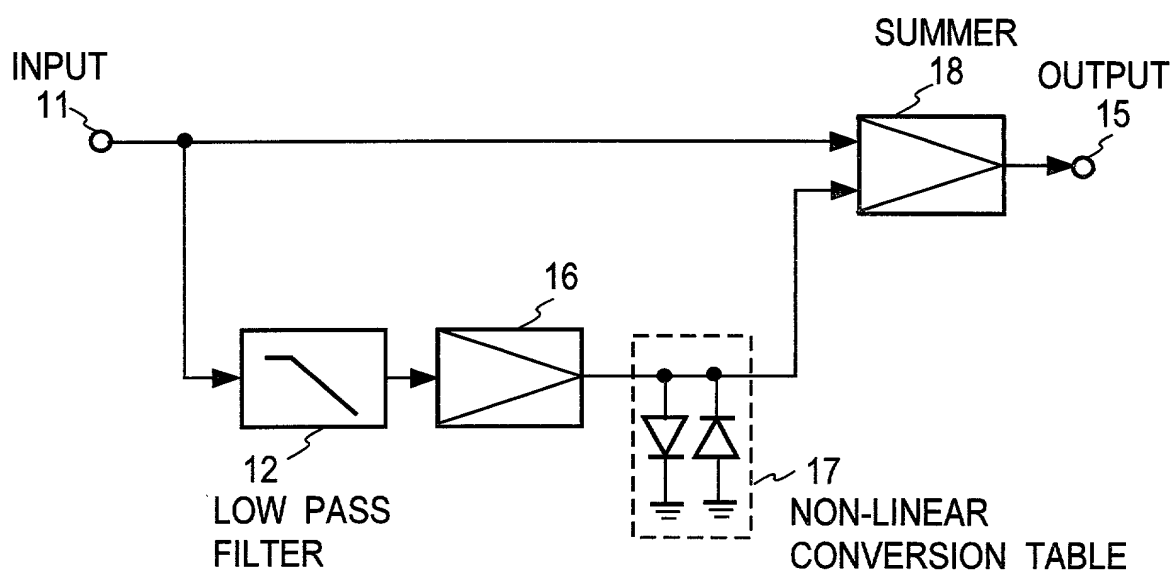 INPUT
11
SUMMER
18
OUTPUT
15
16
12
LOW PASS
FILTER
17
NON-LINEAR
CONVERSION TABLE